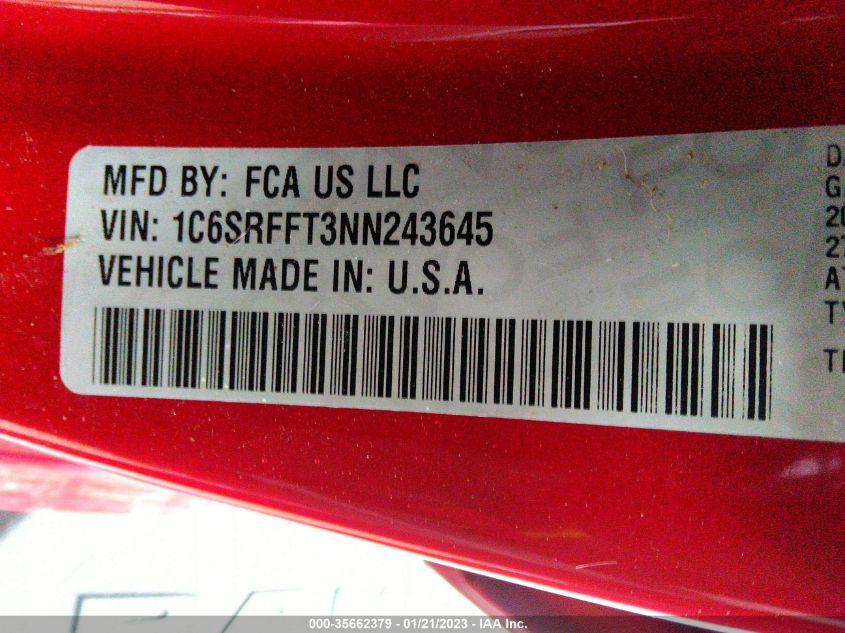 MFD BY: FCA US LLC
VIN: 1C6SRFFT3NN243645
VEHICLE MADE IN: U.S.A.
000-35662379 - 01/21/2023 - IAA Inc.